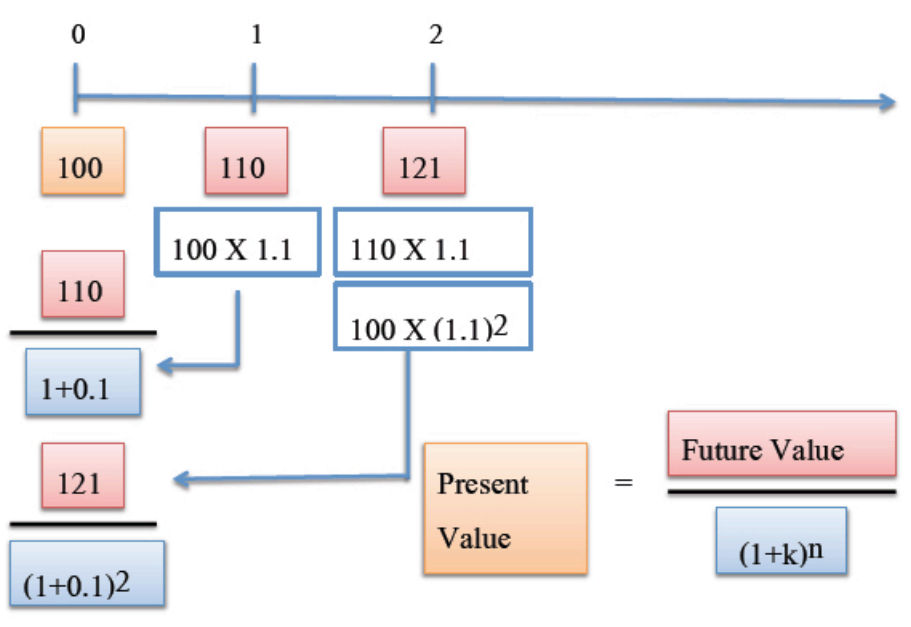 0 1 2
100 110 121
100 X 1.1 110 X 1.1
110
100 X (1.1)2
1+0.1
121
(1+0.1)2
Present
Value
=
Future Value
(1+k)n